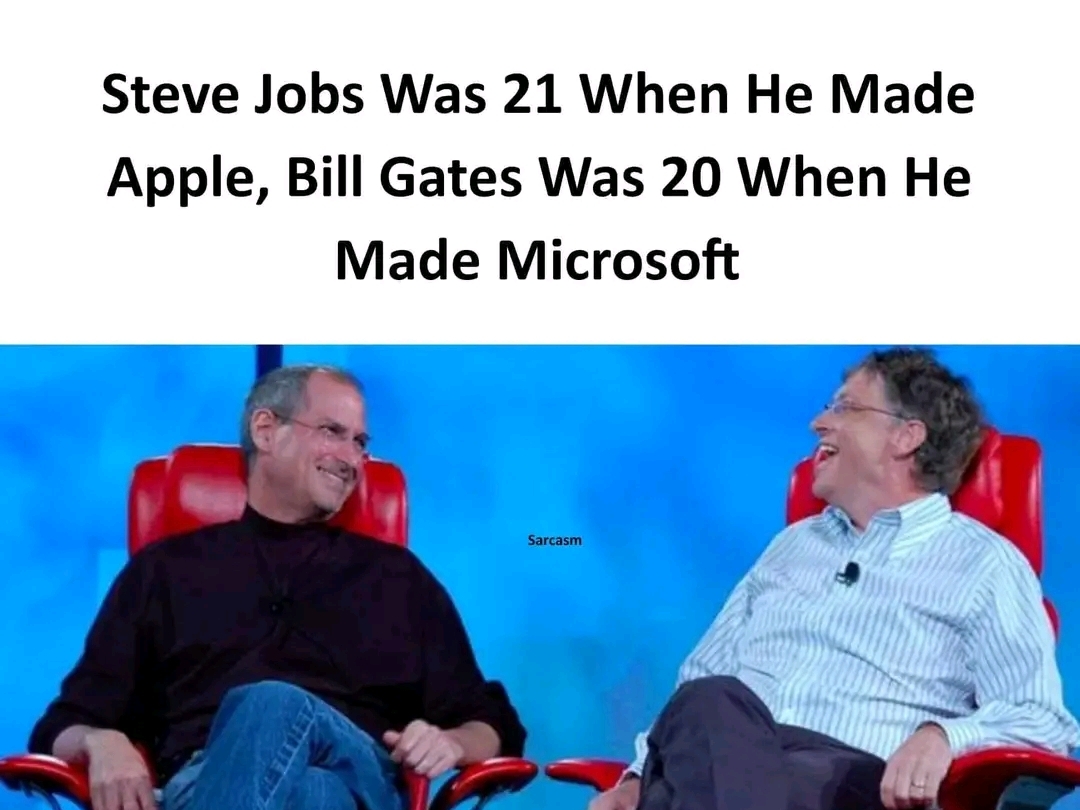 Steve Jobs Was 21 When He Made
Apple, Bill Gates Was 20 When He
Made Microsoft
Sarcasm